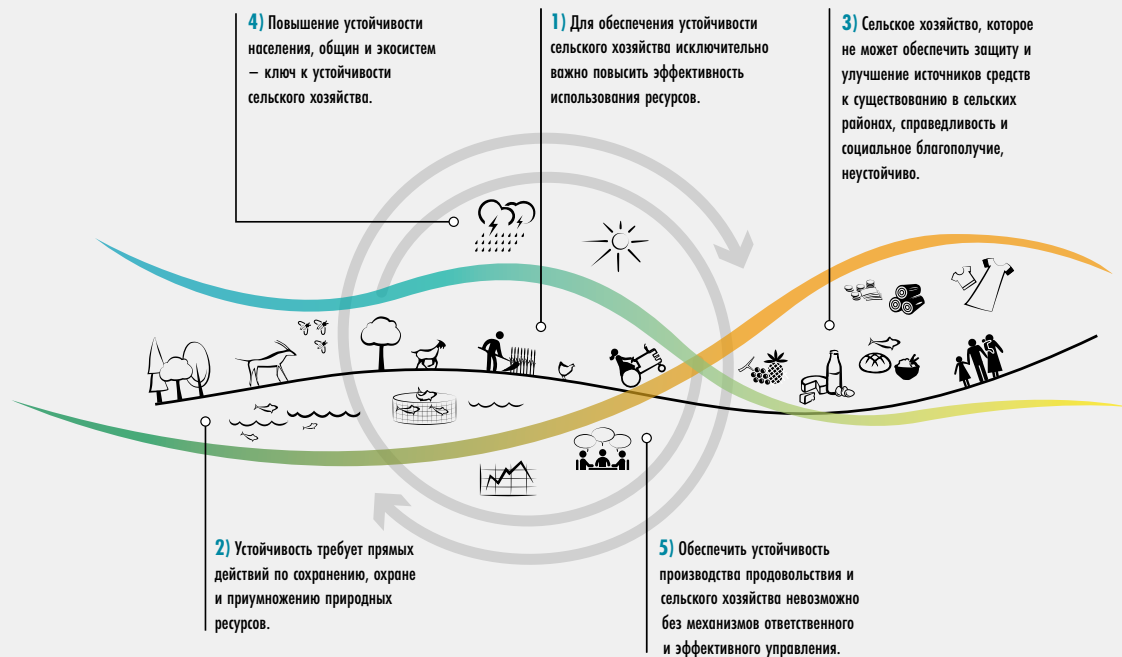 4) Повышение устойчивости
населения, общин и экосистем
– ключ к устойчивости
сельского хозяйства.
1) Для обеспечения устойчивости
сельского хозяйства исключительно
важно повысить эффективность
использования ресурсов.
3) Сельское хозяйство, которое
не может обеспечить защиту и
улучшение источников средств
к существованию в сельских
районах, справедливость и
социальное благополучие,
неустойчиво.
2) Устойчивость требует прямых
действий по сохранению, охране
и приумножению природных
ресурсов.
5) Обеспечить устойчивость
производства продовольствия и
сельского хозяйства невозможно
без механизмов ответственного
и эффективного управления.